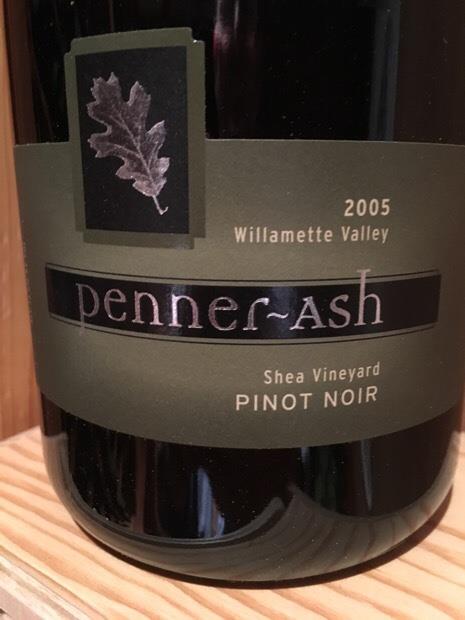 2005
Willamette Valley
penner~ash
Shea Vineyard
PINOT NOIR